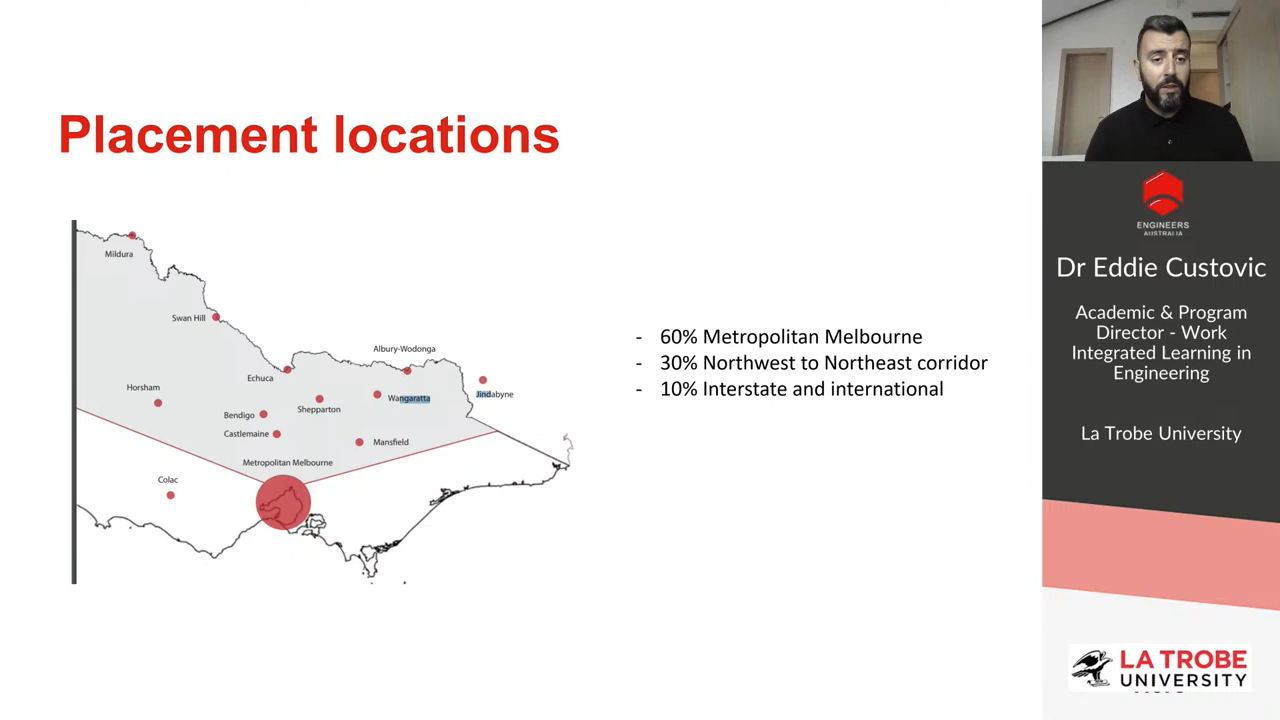 Placement locations
Mildura
Swan Hill
Albury-Wodonga
Echuca
Horsham
Wangaratta
Jindabyne
Shepparton
Bendigo
Castlemaine
Mansfield
Metropolitan Melbourne
Colac
- 60% Metropolitan Melbourne
- 30% Northwest to Northeast corridor
- 10% Interstate and international
ENGINEERS
AUSTRALIA
Dr Eddie Custovic
Academic & Program
Director - Work
Integrated Learning in
Engineering
La Trobe University
LA TROBE
UNIVERSITY